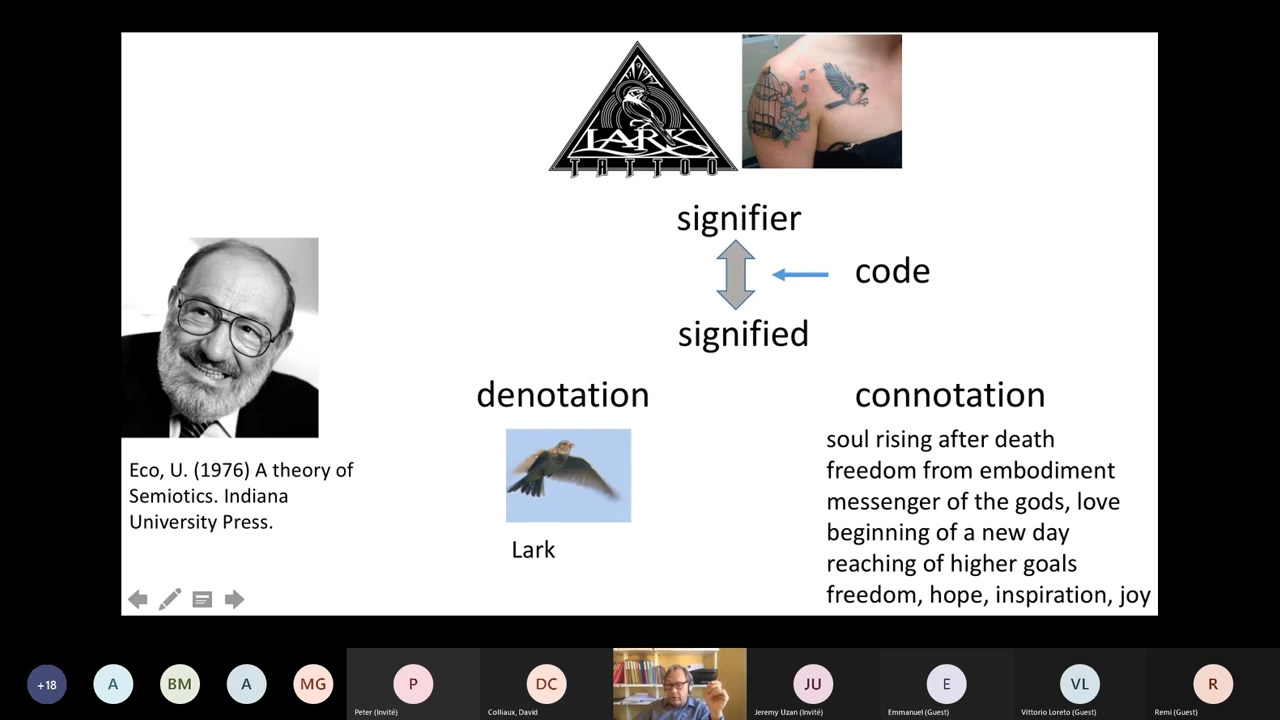 LARK
TATTOO
signifier
code
signified
denotation
connotation
Eco, U. (1976) A theory of
Semiotics. Indiana
University Press.
Lark
soul rising after death
freedom from embodiment
messenger of the gods, love
beginning of a new day
reaching of higher goals
freedom, hope, inspiration, joy
+18
A
BM
A
MG
P
Peter (Invité)
DC
Colliaux, David
JU
Jeremy Uzan (Invité)
E
Emmanuel (Guest)
VL
Vittorio Loreto (Guest)
R
Remi (Guest)